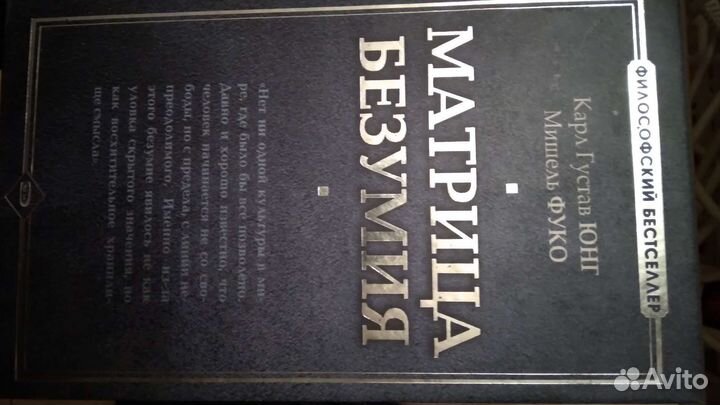 ФИЛОСОФСКИЙ БЕСТСЕЛЛЕР
Карл Густав ЮНГ
Мишель ФУКО
МАТРИЦА
БЕЗУМИЯ
«Нет ни одной культуры в ми-
ре, где было бы все позволено.
Давно и хорошо известно, что
человек начинается не со сво-
боды, но с предела, с линии не-
преодолимого. Именно из-за
этого безумие явилось не как
уловка скрытого значения, но
как восхитительное хранили-
ще смысла».
Avito